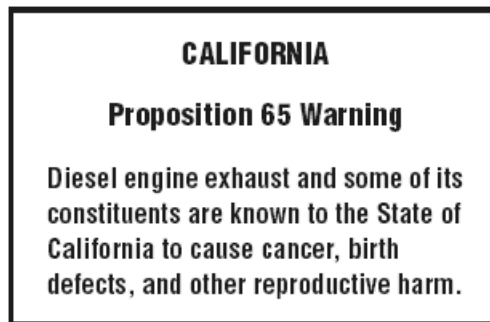 CALIFORNIA
Proposition 65 Warning
Diesel engine exhaust and some of its
constituents are known to the State of
California to cause cancer, birth
defects, and other reproductive harm.